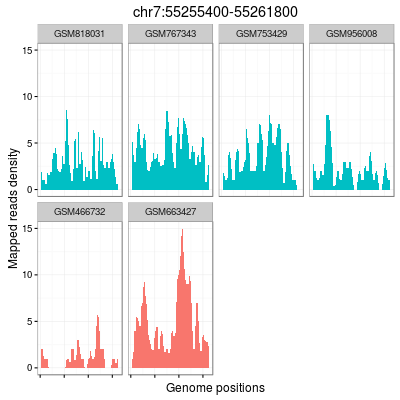 chr7:55255400-55261800
GSM818031 GSM767343 GSM753429 GSM956008
15
10
5
0
Mapped reads density
GSM466732 GSM663427
15
10
5
0
Genome positions